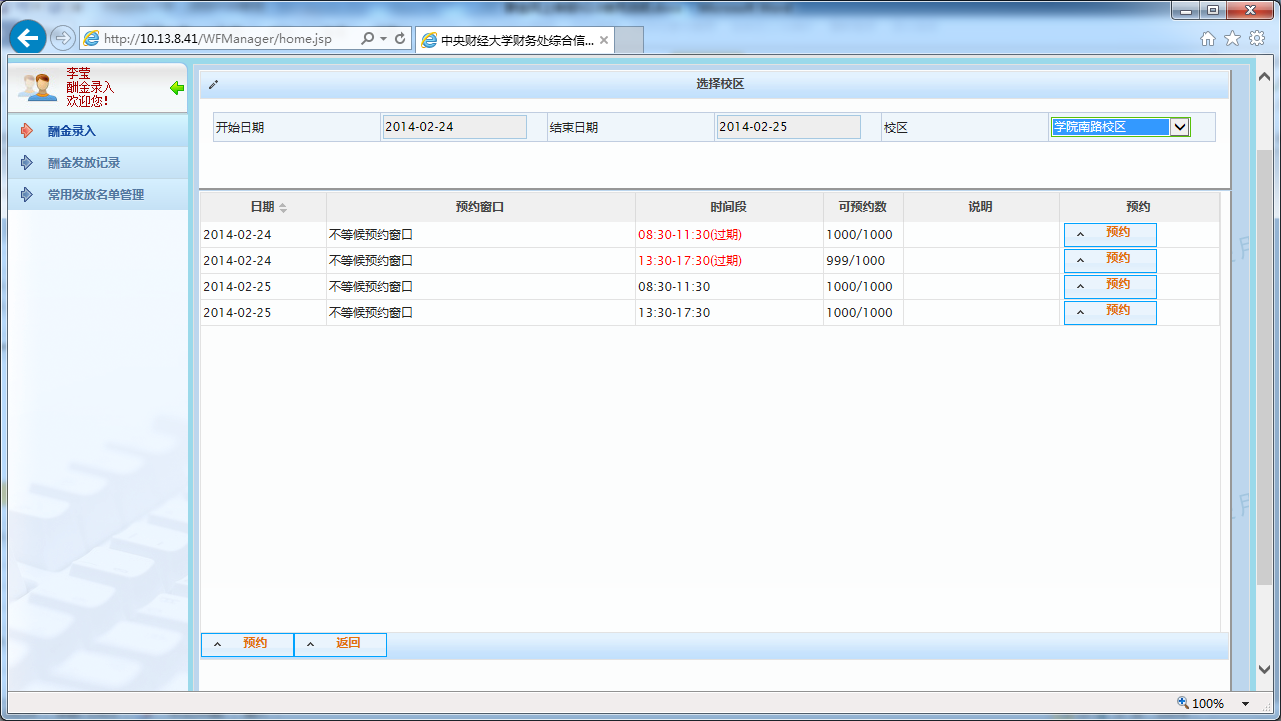 http://10.13.8.41/WFManager/home.jsp
中央财经大学财务处综合信...
李莹
酬金录入
欢迎您!
酬金录入
酬金发放记录
常用发放名单管理
选择校区
开始日期 2014-02-24 结束日期 2014-02-25 校区 学院南路校区
日期 预约窗口 时间段 可预约数 说明 预约
2014-02-24 不等候预约窗口 08:30-11:30(过期) 1000/1000 预约
2014-02-24 不等候预约窗口 13:30-17:30(过期) 999/1000 预约
2014-02-25 不等候预约窗口 08:30-11:30 1000/1000 预约
2014-02-25 不等候预约窗口 13:30-17:30 1000/1000 预约
预约 返回
100%